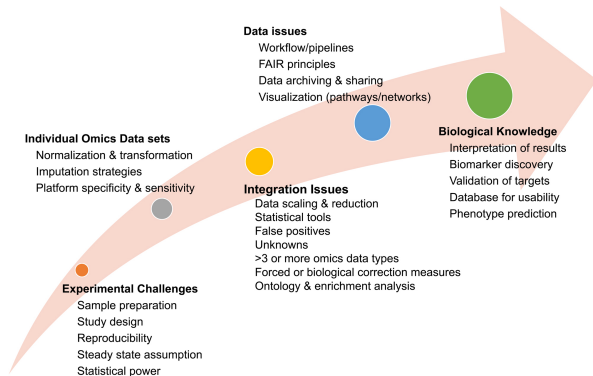 Data issues
Workflow/pipelines
FAIR principles
Data archiving & sharing
Visualization (pathways/networks)
Individual Omics Data sets
Normalization & transformation
Imputation strategies
Platform specificity & sensitivity
Biological Knowledge
Interpretation of results
Biomarker discovery
Validation of targets
Database for usability
Phenotype prediction
Integration Issues
Data scaling & reduction
Statistical tools
False positives
Unknowns
>3 or more omics data types
Forced or biological correction measures
Ontology & enrichment analysis
Experimental Challenges
Sample preparation
Study design
Reproducibility
Steady state assumption
Statistical power